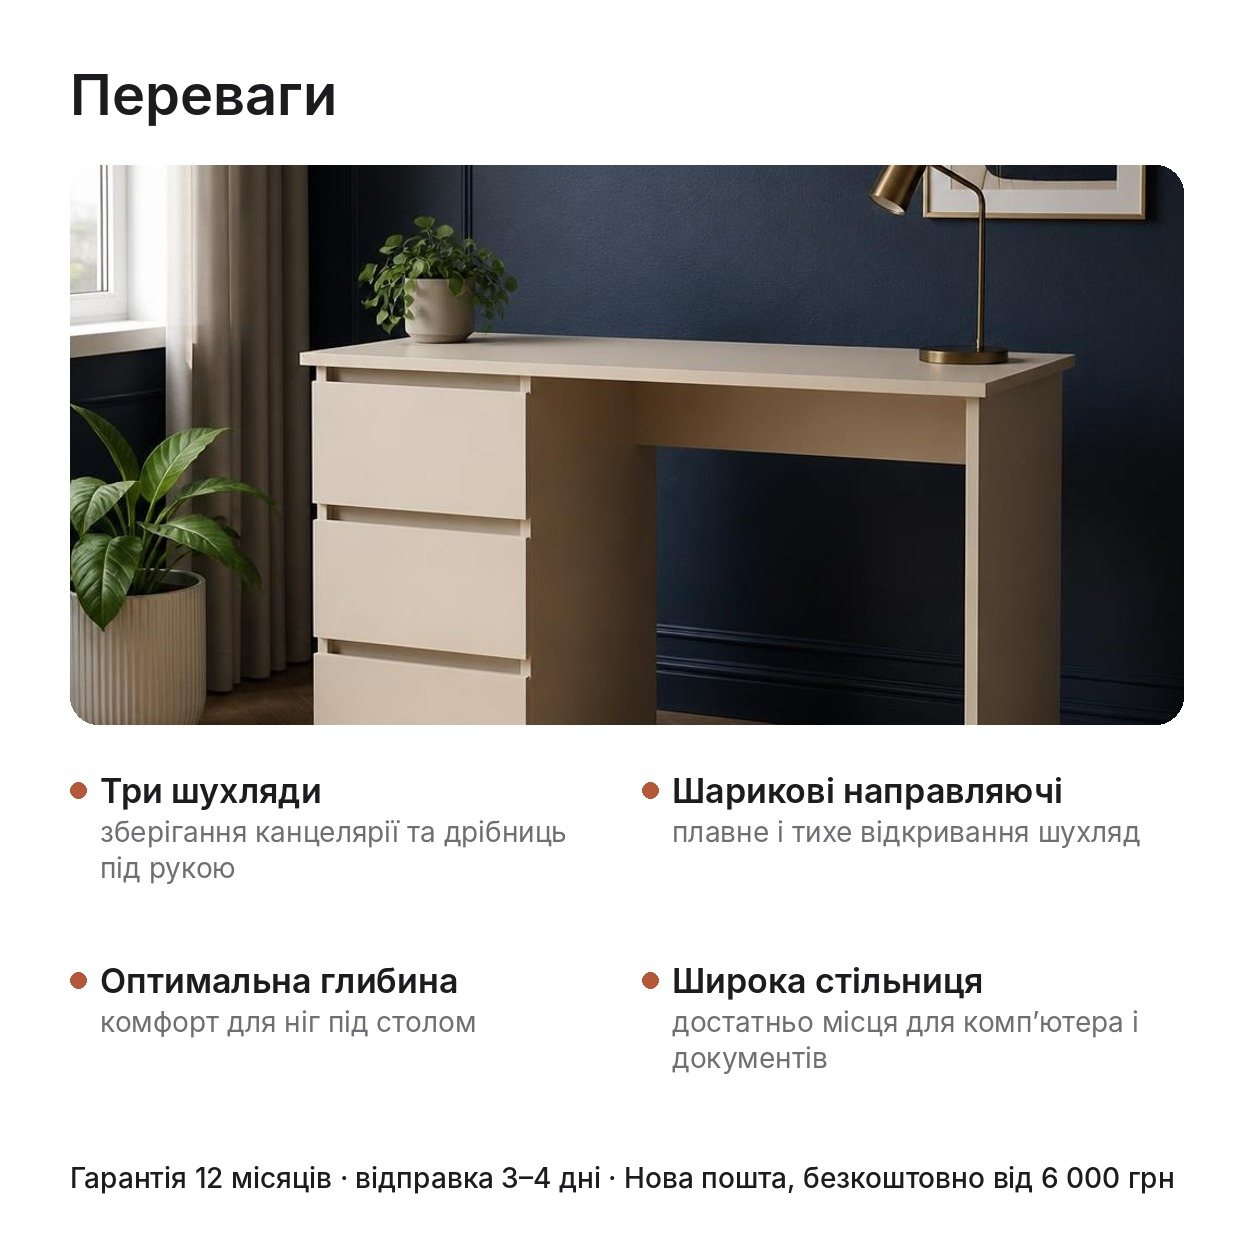 Переваги
Три шухляди
зберігання канцелярії та дрібниць
під рукою
Шарикові направляючі
плавне і тихе відкривання шухляд
Оптимальна глибина
комфорт для ніг під столом
Широка стільниця
достатньо місця для комп’ютера і
документів
Гарантія 12 місяців · відправка 3–4 дні · Нова пошта, безкоштовно від 6 000 грн